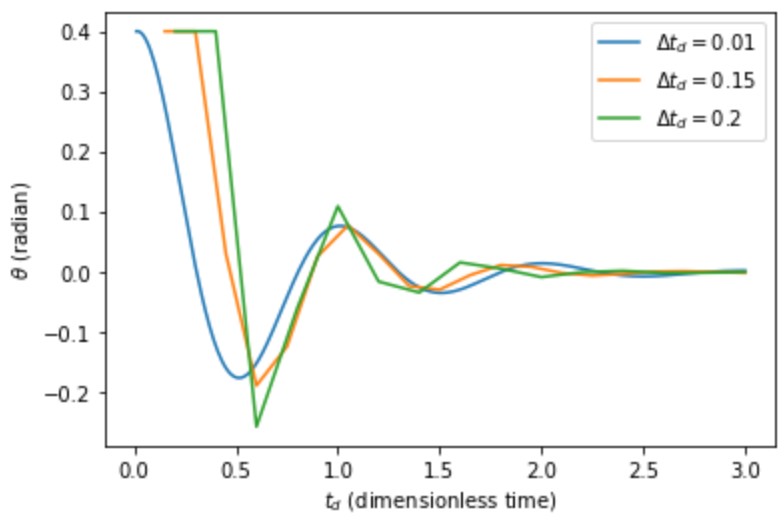 Δt_d = 0.01
Δt_d = 0.15
Δt_d = 0.2
0.4
0.3
0.2
0.1
0.0
−0.1
−0.2
θ (radian)
0.0 0.5 1.0 1.5 2.0 2.5 3.0
t_d (dimensionless time)